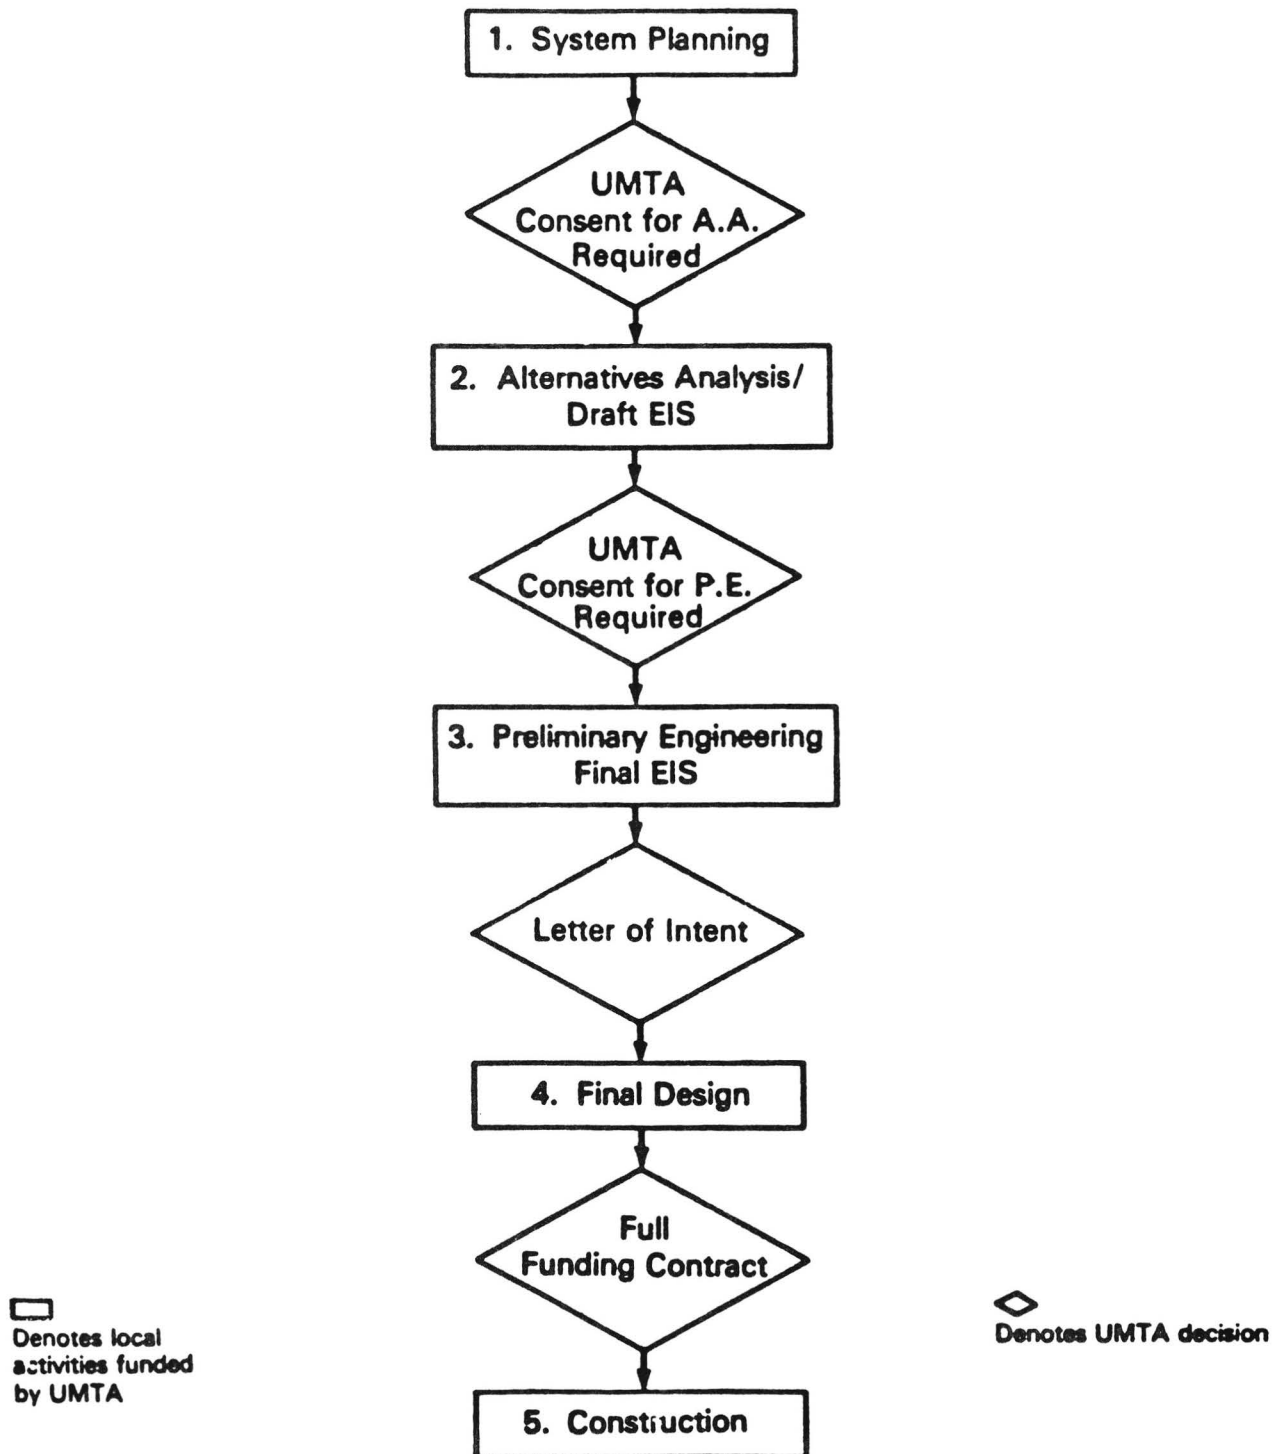 1. System Planning
UMTA
Consent for A.A.
Required
2. Alternatives Analysis/
Draft EIS
UMTA
Consent for P.E.
Required
3. Preliminary Engineering
Final EIS
Letter of Intent
4. Final Design
Full
Funding Contract
Denotes local
activities funded
by UMTA
Denotes UMTA decision
5. Construction